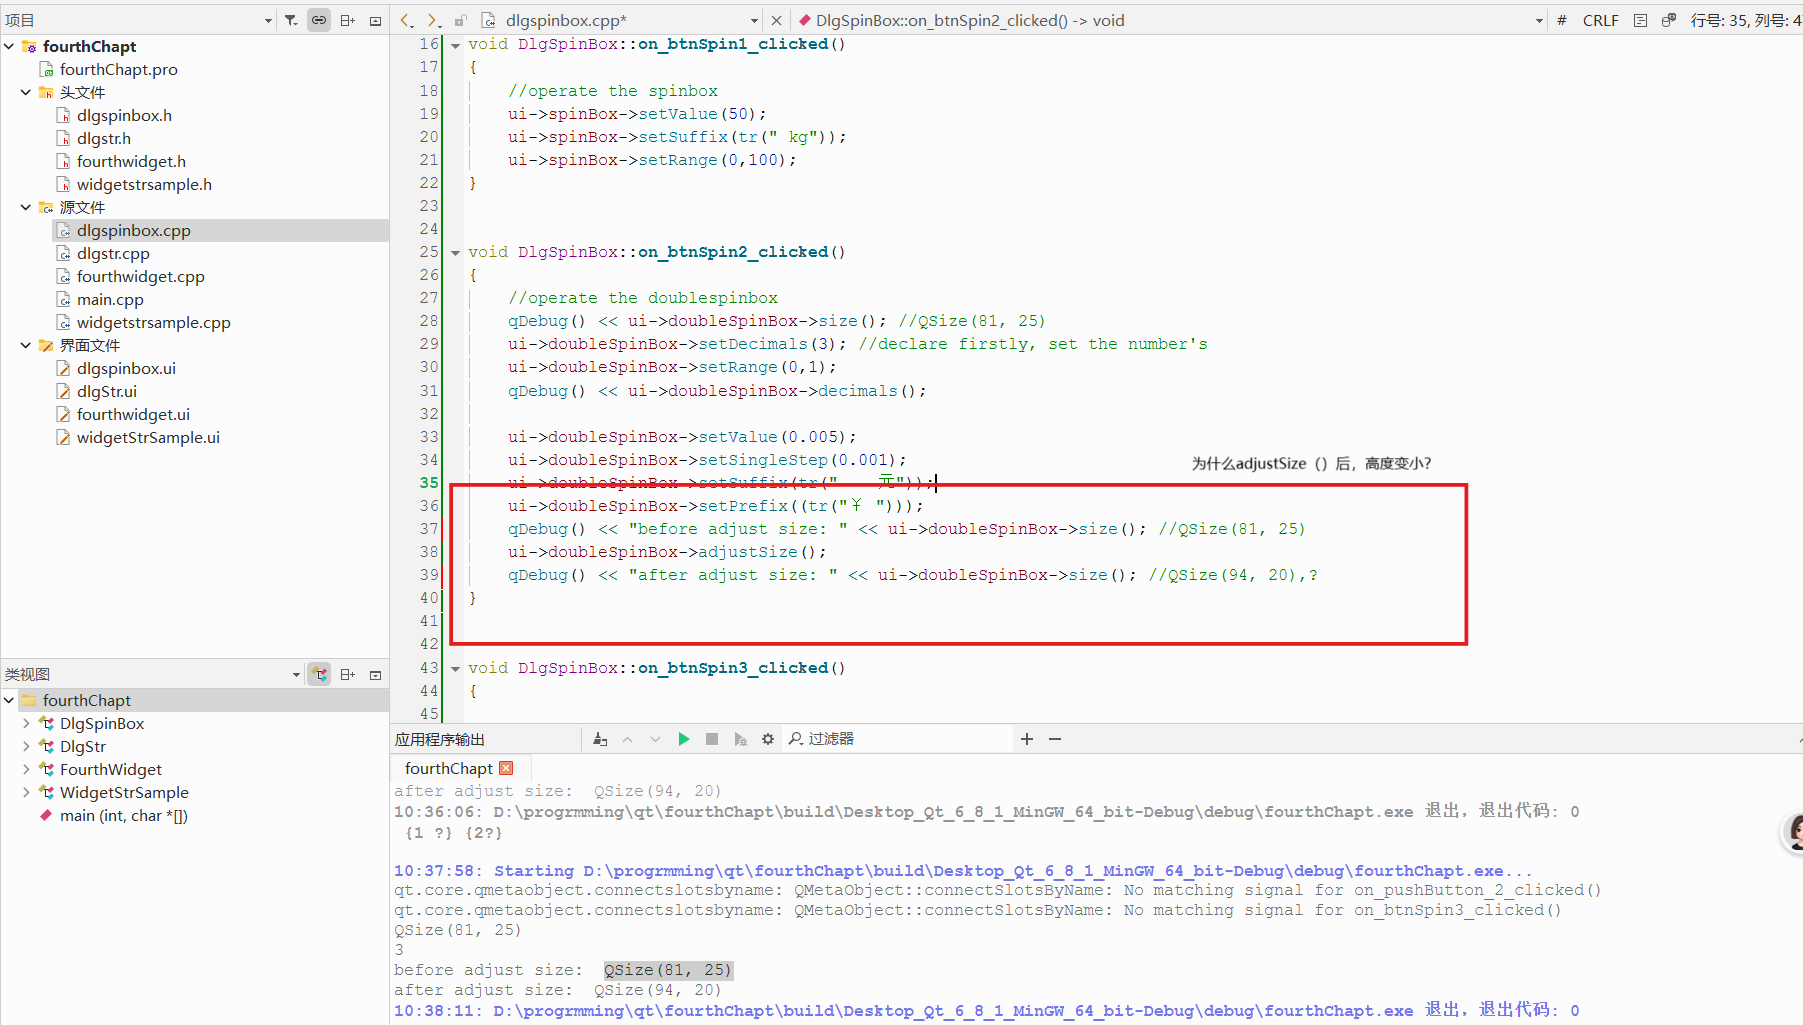 项目
dlgspinbox.cpp*
DlgSpinBox::on_btnSpin2_clicked() -> void
# CRLF
行号: 35, 列号: 4
fourthChapt
fourthChapt.pro
头文件
dlgspinbox.h
dlgstr.h
fourthwidget.h
widgetstrsample.h
源文件
dlgspinbox.cpp
dlgstr.cpp
fourthwidget.cpp
main.cpp
widgetstrsample.cpp
界面文件
dlgspinbox.ui
dlgStr.ui
fourthwidget.ui
widgetStrSample.ui
类视图
fourthChapt
DlgSpinBox
DlgStr
FourthWidget
WidgetStrSample
main (int, char *[])
16 void DlgSpinBox::on_btnSpin1_clicked()
17 {
18 //operate the spinbox
19 ui->spinBox->setValue(50);
20 ui->spinBox->setSuffix(tr(" kg"));
21 ui->spinBox->setRange(0,100);
22 }
23
24
25 void DlgSpinBox::on_btnSpin2_clicked()
26 {
27 //operate the doublespinbox
28 qDebug() << ui->doubleSpinBox->size(); //QSize(81, 25)
29 ui->doubleSpinBox->setDecimals(3); //declare firstly, set the number's
30 ui->doubleSpinBox->setRange(0,1);
31 qDebug() << ui->doubleSpinBox->decimals();
32
33 ui->doubleSpinBox->setValue(0.005);
34 ui->doubleSpinBox->setSingleStep(0.001);
为什么adjustSize（）后，高度变小？
35 ui->doubleSpinBox->setSuffix(tr("    元"));
36 ui->doubleSpinBox->setPrefix((tr("￥ ")));
37 qDebug() << "before adjust size: " << ui->doubleSpinBox->size(); //QSize(81, 25)
38 ui->doubleSpinBox->adjustSize();
39 qDebug() << "after adjust size: " << ui->doubleSpinBox->size(); //QSize(94, 20),?
40 }
41
42
43 void DlgSpinBox::on_btnSpin3_clicked()
44 {
45
应用程序输出
过滤器
fourthChapt
after adjust size:  QSize(94, 20)
10:36:06: D:\progrmming\qt\fourthChapt\build\Desktop_Qt_6_8_1_MinGW_64_bit-Debug\debug\fourthChapt.exe 退出，退出代码: 0
{1 ?} {2?}
10:37:58: Starting D:\progrmming\qt\fourthChapt\build\Desktop_Qt_6_8_1_MinGW_64_bit-Debug\debug\fourthChapt.exe...
qt.core.qmetaobject.connectslotsbyname: QMetaObject::connectSlotsByName: No matching signal for on_pushButton_2_clicked()
qt.core.qmetaobject.connectslotsbyname: QMetaObject::connectSlotsByName: No matching signal for on_btnSpin3_clicked()
QSize(81, 25)
3
before adjust size:  QSize(81, 25)
after adjust size:  QSize(94, 20)
10:38:11: D:\progrmming\qt\fourthChapt\build\Desktop_Qt_6_8_1_MinGW_64_bit-Debug\debug\fourthChapt.exe 退出，退出代码: 0